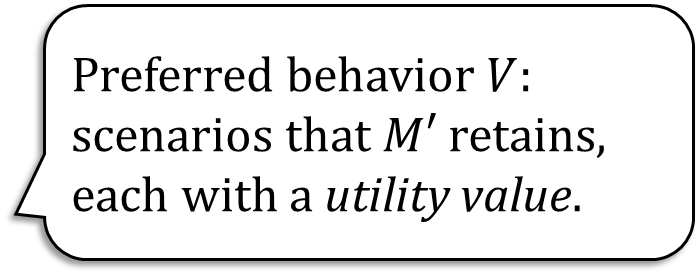 Preferred behavior V:
scenarios that M′ retains,
each with a utility value.